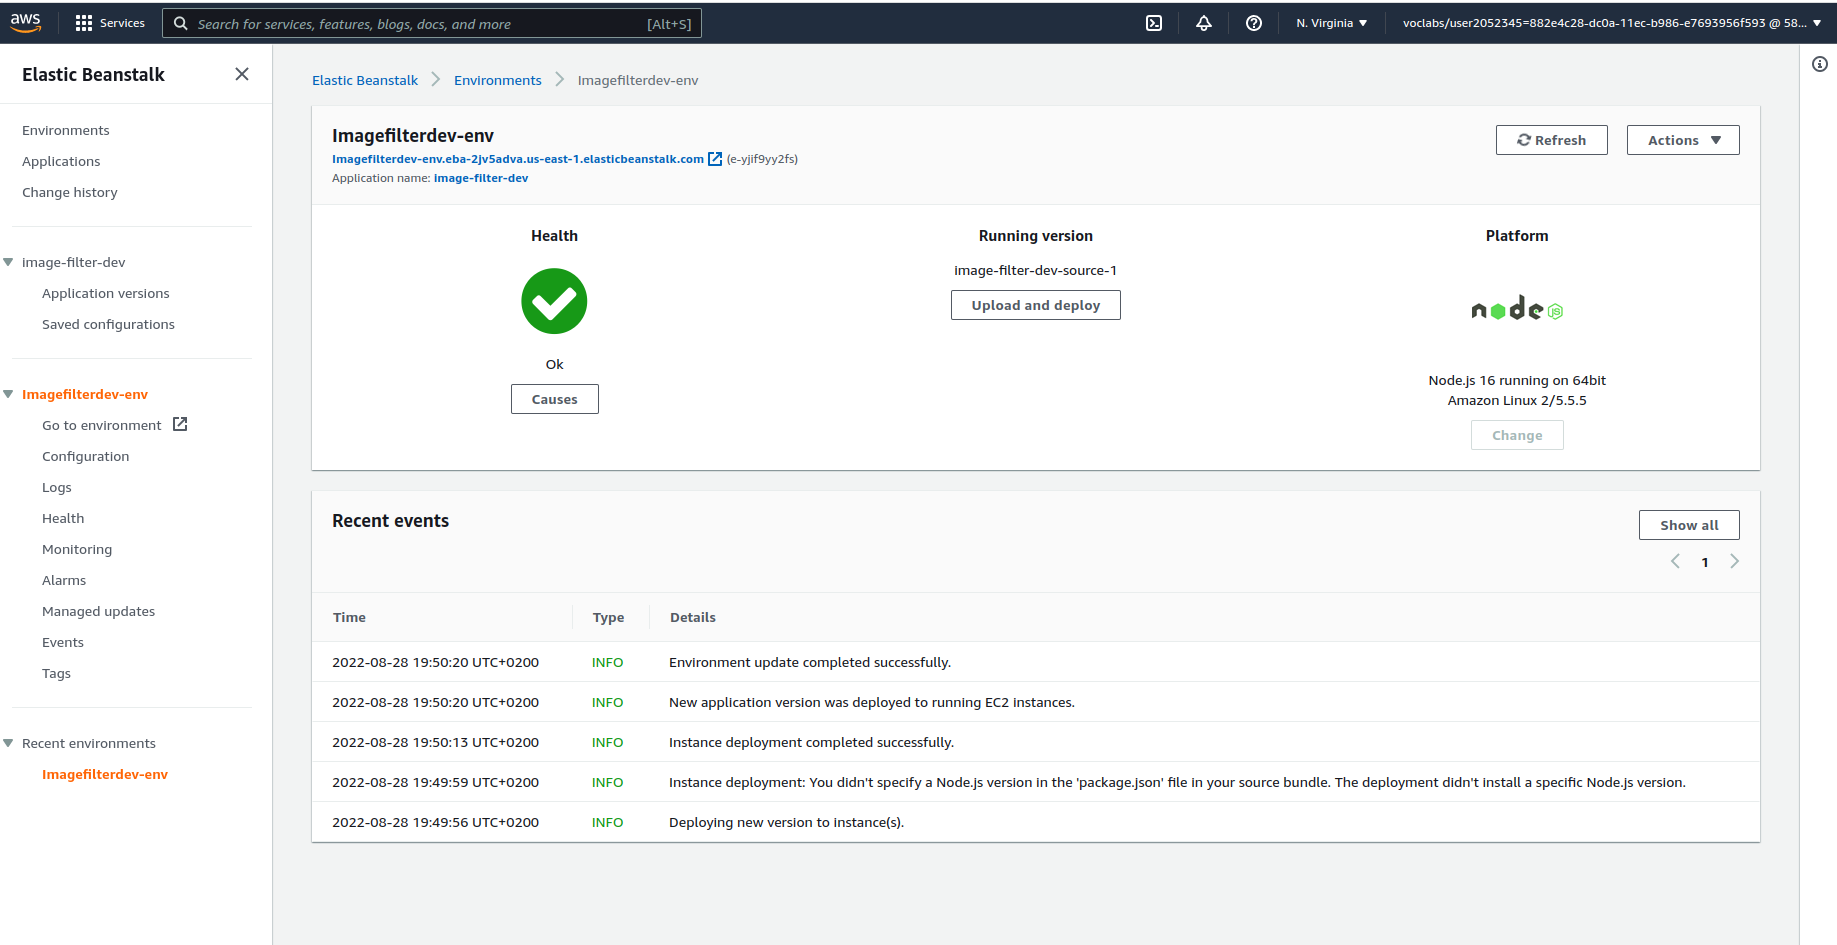 aws
Services
Search for services, features, blogs, docs, and more [Alt+S]
N. Virginia
voclabs/user2052345=882e4c28-dc0a-11ec-b986-e7693956f593 @ 58...
Elastic Beanstalk
Environments
Applications
Change history
image-filter-dev
Application versions
Saved configurations
Imagefilterdev-env
Go to environment
Configuration
Logs
Health
Monitoring
Alarms
Managed updates
Events
Tags
Recent environments
Imagefilterdev-env
Elastic Beanstalk Environments Imagefilterdev-env
Imagefilterdev-env
Imagefilterdev-env.eba-2jv5adva.us-east-1.elasticbeanstalk.com (e-yjif9yy2fs)
Application name: image-filter-dev
Refresh
Actions
Health
Ok
Causes
Running version
image-filter-dev-source-1
Upload and deploy
Platform
node JS
Node.js 16 running on 64bit
Amazon Linux 2/5.5.5
Change
Recent events
Show all
1
Time Type Details
2022-08-28 19:50:20 UTC+0200 INFO Environment update completed successfully.
2022-08-28 19:50:20 UTC+0200 INFO New application version was deployed to running EC2 instances.
2022-08-28 19:50:13 UTC+0200 INFO Instance deployment completed successfully.
2022-08-28 19:49:59 UTC+0200 INFO Instance deployment: You didn't specify a Node.js version in the 'package.json' file in your source bundle. The deployment didn't install a specific Node.js version.
2022-08-28 19:49:56 UTC+0200 INFO Deploying new version to instance(s).